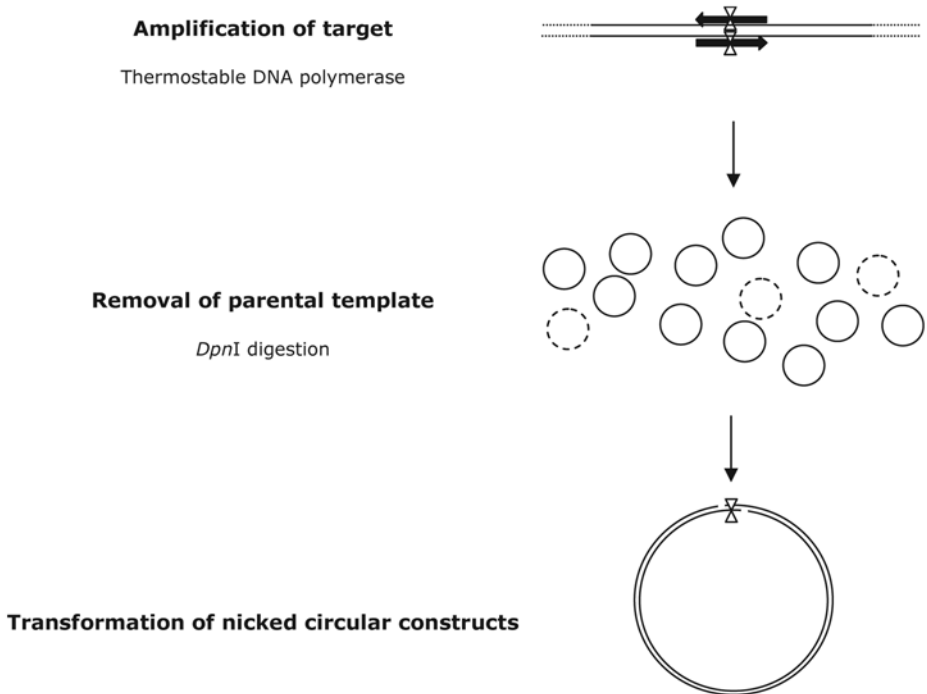 Amplification of target
Thermostable DNA polymerase
Removal of parental template
DpnI digestion
Transformation of nicked circular constructs